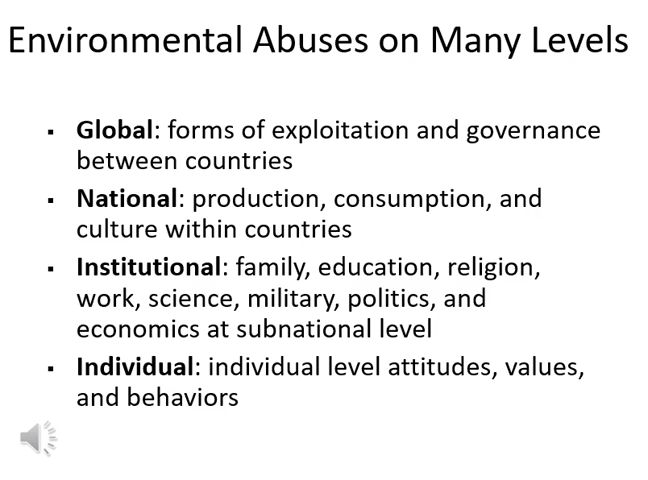 Environmental Abuses on Many Levels
▪ Global: forms of exploitation and governance
between countries
▪ National: production, consumption, and
culture within countries
▪ Institutional: family, education, religion,
work, science, military, politics, and
economics at subnational level
▪ Individual: individual level attitudes, values,
and behaviors